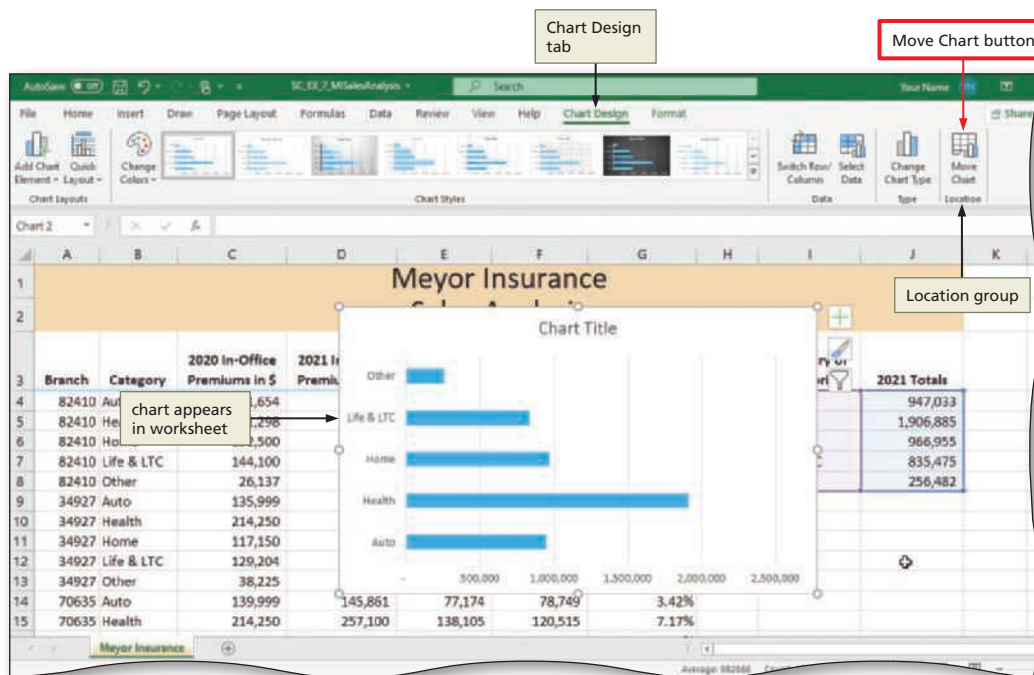 Chart Design
tab
Move Chart button
AutoSave Off SC_EX_7_MISalesAnalysis Search Your Name
File Home Insert Draw Page Layout Formulas Data Review View Help Chart Design Format Share
Add Chart Element Quick Layout Change Colors Switch Row/ Column Select Data Change Chart Type Move Chart
Chart Layouts Chart Styles Data Type Location
Chart 2 fx
A B C D E F G H I J K
Location group
1 Meyor Insurance
2
Chart Title
2020 In-Office 2021 In
3 Branch Category Premiums in $ 2021 Totals
Other
4 82410 947,033
chart appears
in worksheet
Life & LTC
5 82410 1,906,885
6 82410 966,955
Home
7 82410 Life & LTC 144,100 835,475
8 82410 Other 26,137 256,482
9 34927 Auto 135,999
Health
10 34927 Health 214,250
11 34927 Home 117,150
Auto
12 34927 Life & LTC 129,204
13 34927 Other 38,225
- 500,000 1,000,000 1,500,000 2,000,000 2,500,000
14 70635 Auto 139,999 145,861 77,174 78,749 3.42%
15 70635 Health 214,250 257,100 138,105 120,515 7.17%
Meyor Insurance
Average: 982566